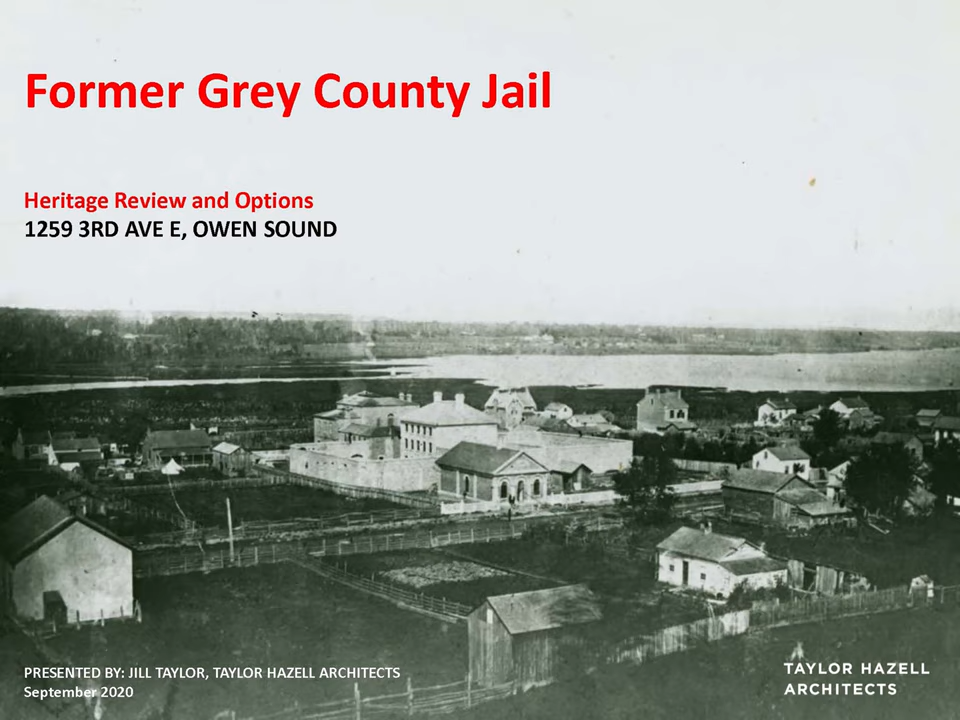 Former Grey County Jail
Heritage Review and Options
1259 3RD AVE E, OWEN SOUND
PRESENTED BY: JILL TAYLOR, TAYLOR HAZELL ARCHITECTS
September 2020
TAYLOR HAZELL
ARCHITECTS